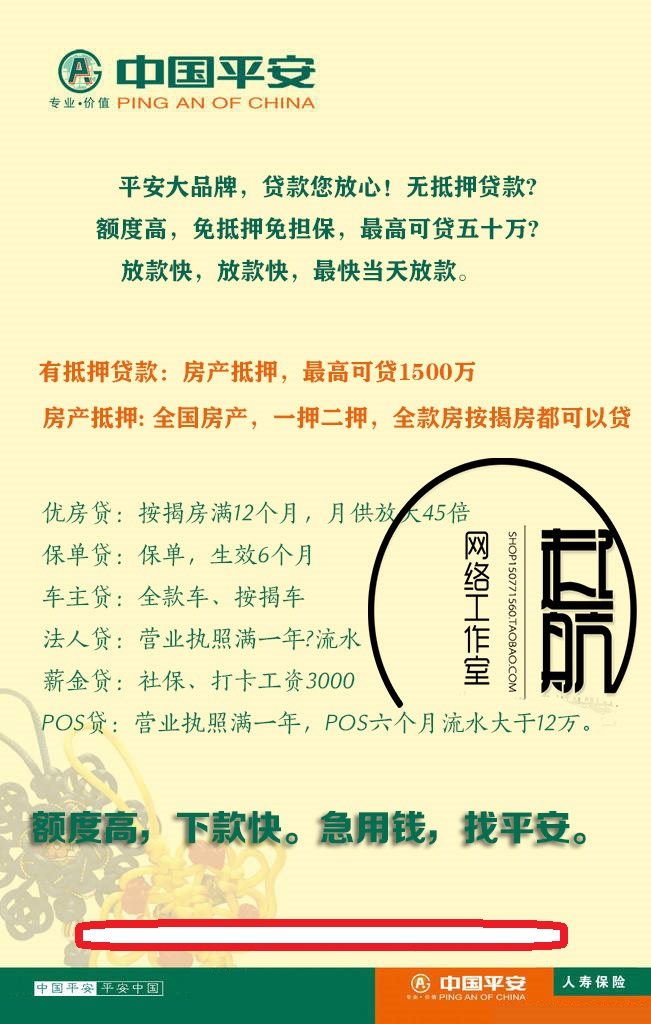 中国平安
专业·价值 PING AN OF CHINA
平安大品牌，贷款您放心！无抵押贷款?
额度高，免抵押免担保，最高可贷五十万?
放款快，放款快，最快当天放款。
有抵押贷款：房产抵押，最高可贷1500万
房产抵押: 全国房产，一押二押，全款房按揭房都可以贷
优房贷：按揭房满12个月，月供放大45倍
保单贷：保单，生效6个月
车主贷：全款车、按揭车
法人贷：营业执照满一年?流水
薪金贷：社保、打卡工资3000
POS贷：营业执照满一年，POS六个月流水大于12万。
网络工作室
SHOP150771560.TAOBAO.COM
额度高，下款快。急用钱，找平安。
中国平安 平安中国
中国平安
专业·价值 PING AN OF CHINA
人寿保险